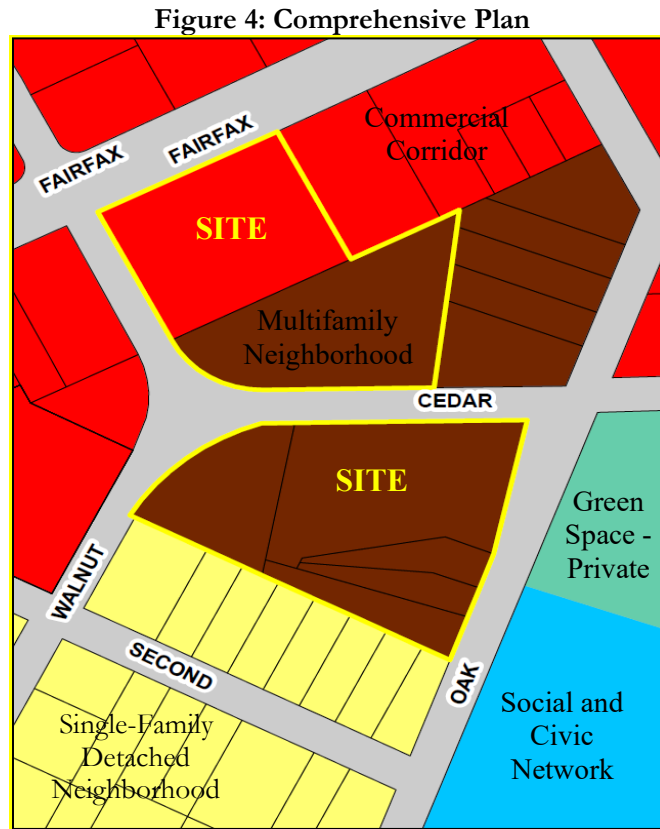 Figure 4: Comprehensive Plan
FAIRFAX
FAIRFAX
Commercial
Corridor
SITE
Multifamily
Neighborhood
CEDAR
SITE
Green
Space -
Private
WALNUT
SECOND
OAK
Single-Family
Detached
Neighborhood
Social and
Civic
Network